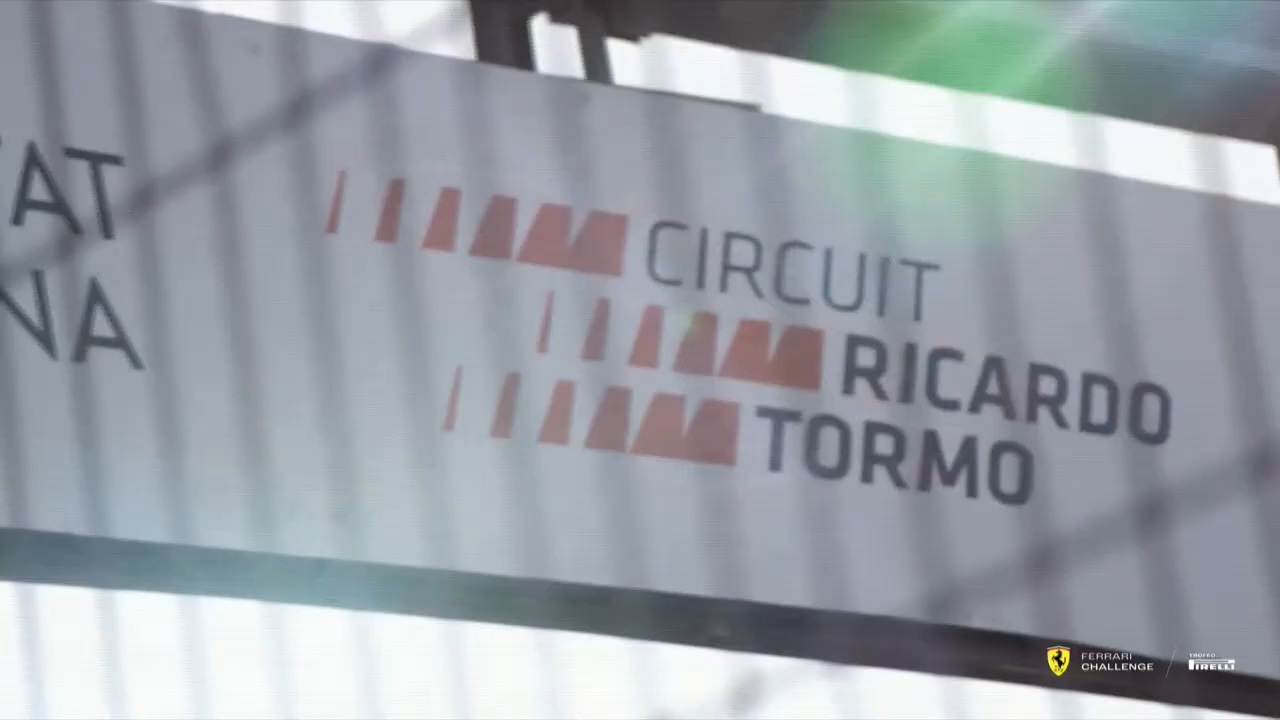 AT
NA
CIRCUIT
RICARDO
TORMO
FERRARI
CHALLENGE
TROFEO
PIRELLI